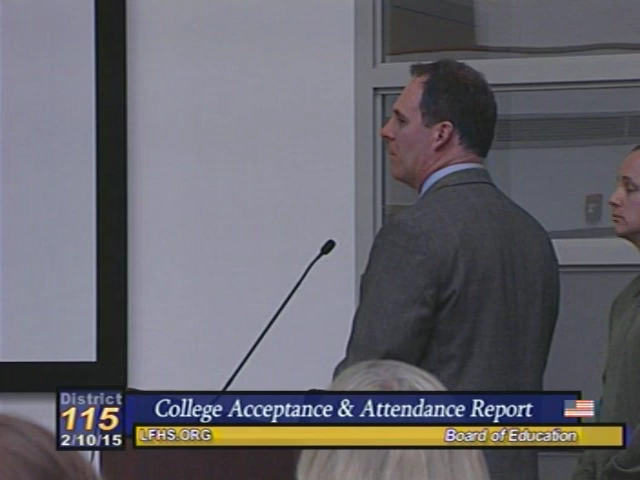 District
115
2/10/15
College Acceptance & Attendance Report
LFHS.ORG
Board of Education